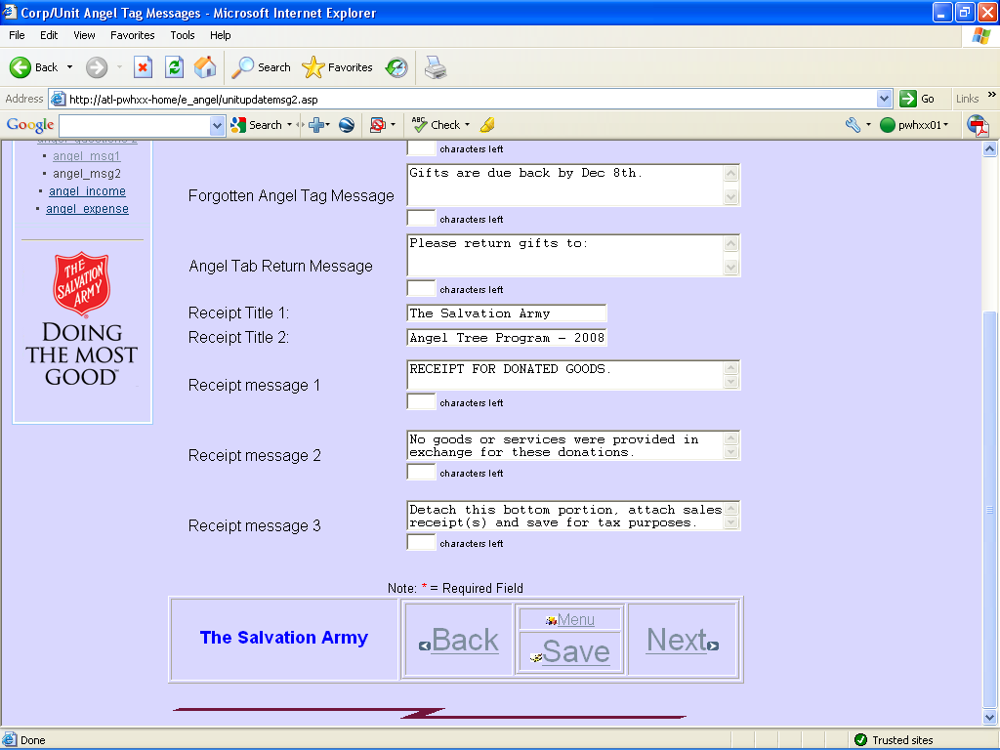 Corp/Unit Angel Tag Messages - Microsoft Internet Explorer
File Edit View Favorites Tools Help
Back Search Favorites
Address http://atl-pwhxx-home/e_angel/unitupdatemsg2.asp Go Links »
Google Search ABC Check pwhxx01
angel_msg1
angel_msg2
angel_income
angel_expense
THE SALVATION ARMY
DOING THE MOST GOOD™
characters left
Forgotten Angel Tag Message
Gifts are due back by Dec 8th.
characters left
Angel Tab Return Message
Please return gifts to:
characters left
Receipt Title 1: The Salvation Army
Receipt Title 2: Angel Tree Program - 2008
Receipt message 1
RECEIPT FOR DONATED GOODS.
characters left
Receipt message 2
No goods or services were provided in
exchange for these donations.
characters left
Receipt message 3
Detach this bottom portion, attach sales
receipt(s) and save for tax purposes.
characters left
Note: * = Required Field
The Salvation Army
Back
Menu
Save
Next
Done Trusted sites